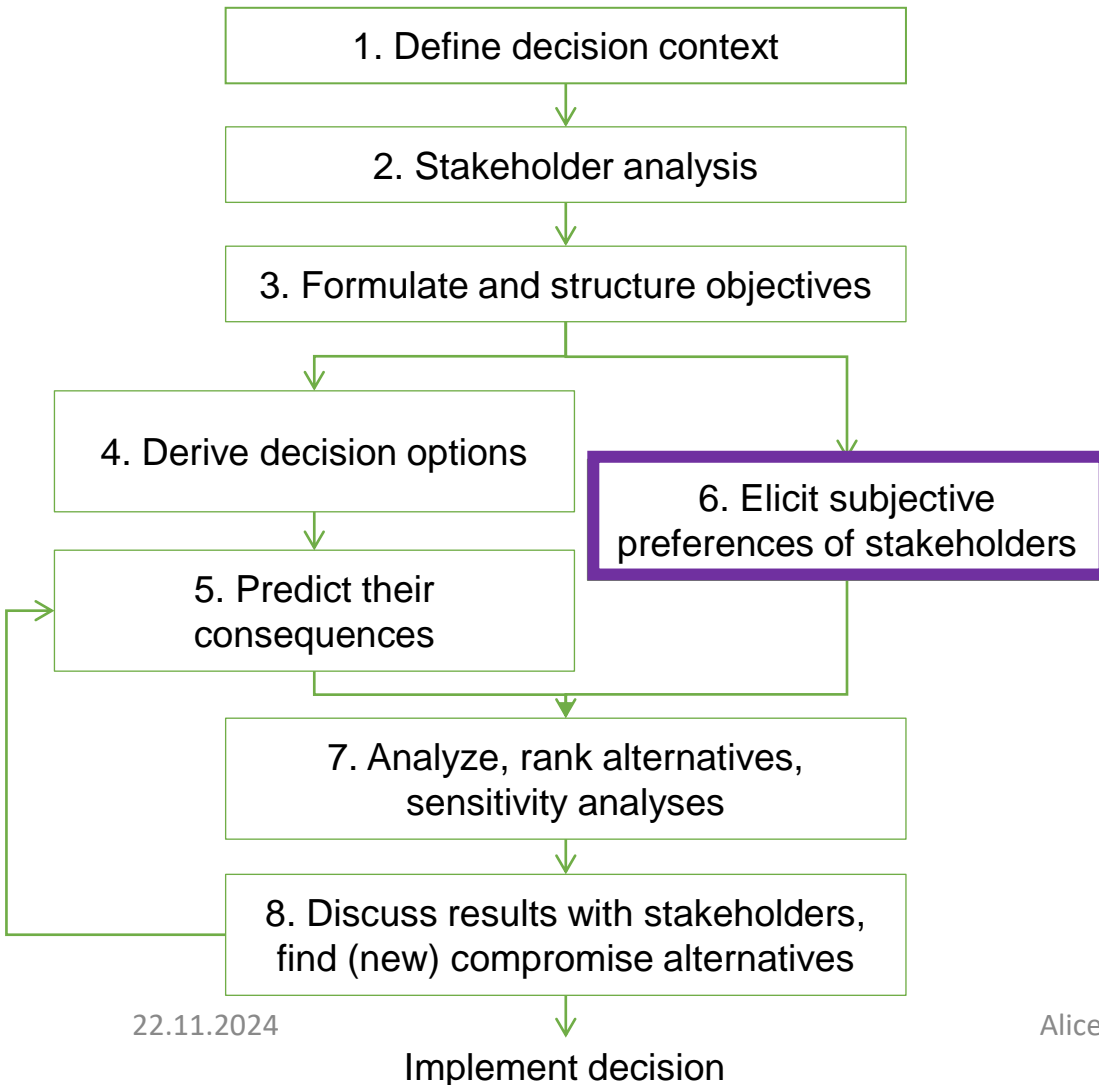 1. Define decision context
2. Stakeholder analysis
3. Formulate and structure objectives
4. Derive decision options
6. Elicit subjective
preferences of stakeholders
5. Predict their
consequences
7. Analyze, rank alternatives,
sensitivity analyses
8. Discuss results with stakeholders,
find (new) compromise alternatives
22.11.2024
Alice
Implement decision